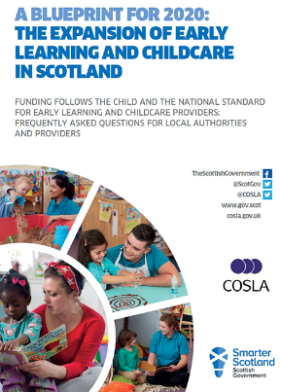 A BLUEPRINT FOR 2020:
THE EXPANSION OF EARLY
LEARNING AND CHILDCARE
IN SCOTLAND
FUNDING FOLLOWS THE CHILD AND THE NATIONAL STANDARD
FOR EARLY LEARNING AND CHILDCARE PROVIDERS:
FREQUENTLY ASKED QUESTIONS FOR LOCAL AUTHORITIES
AND PROVIDERS
TheScottishGovernment
@ScotGov
@COSLA
www.gov.scot
cosla.gov.uk
COSLA
Smarter
Scotland
Scottish
Government